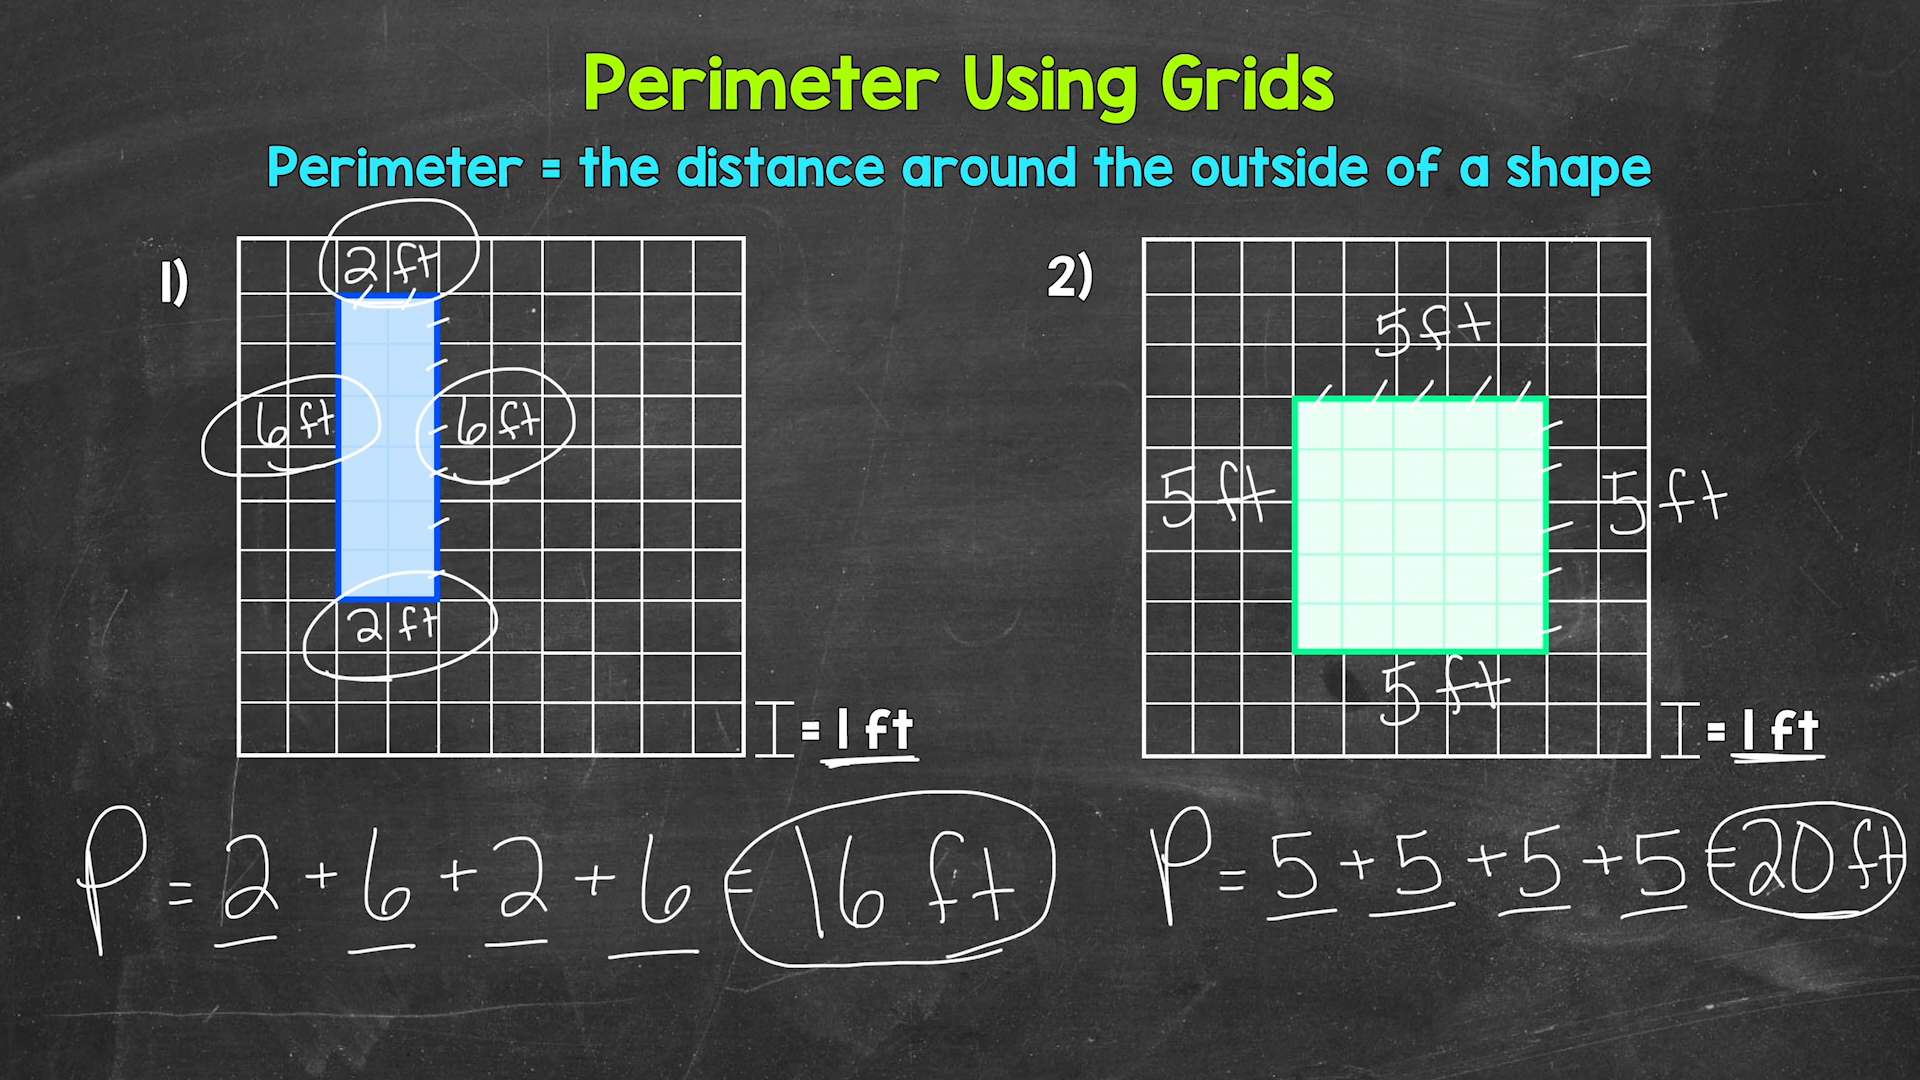 Perimeter Using Grids
Perimeter = the distance around the outside of a shape
1)
2 ft
6 ft
6 ft
2 ft
= 1 ft
P = 2 + 6 + 2 + 6 = 16 ft
2)
5 ft
5 ft
5 ft
5 ft
= 1 ft
P = 5 + 5 + 5 + 5 = 20 ft